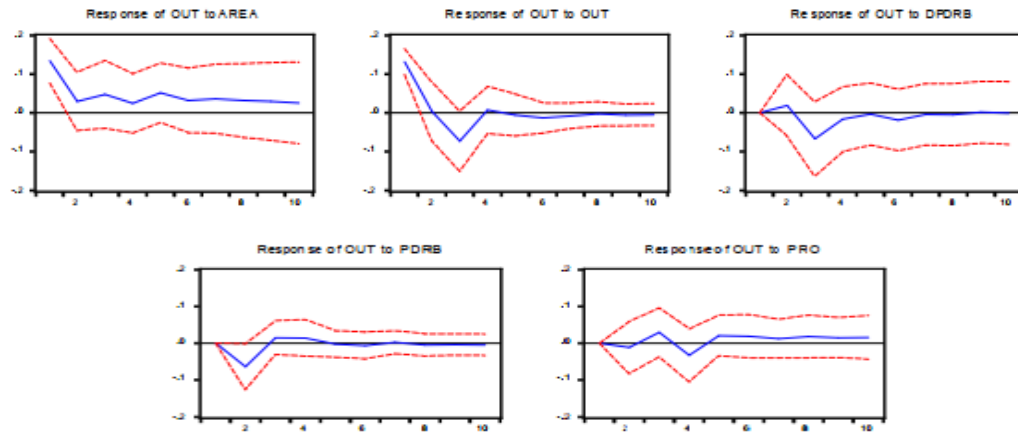 Response of OUT to AREA
.2
.1
.0
-.1
-.2
2 4 6 8 10
Response of OUT to OUT
.2
.1
.0
-.1
-.2
2 4 6 8 10
Response of OUT to DPDRB
.2
.1
.0
-.1
-.2
2 4 6 8 10
Response of OUT to PDRB
.2
.1
.0
-.1
-.2
2 4 6 8 10
Response of OUT to PRO
.2
.1
.0
-.1
-.2
2 4 6 8 10